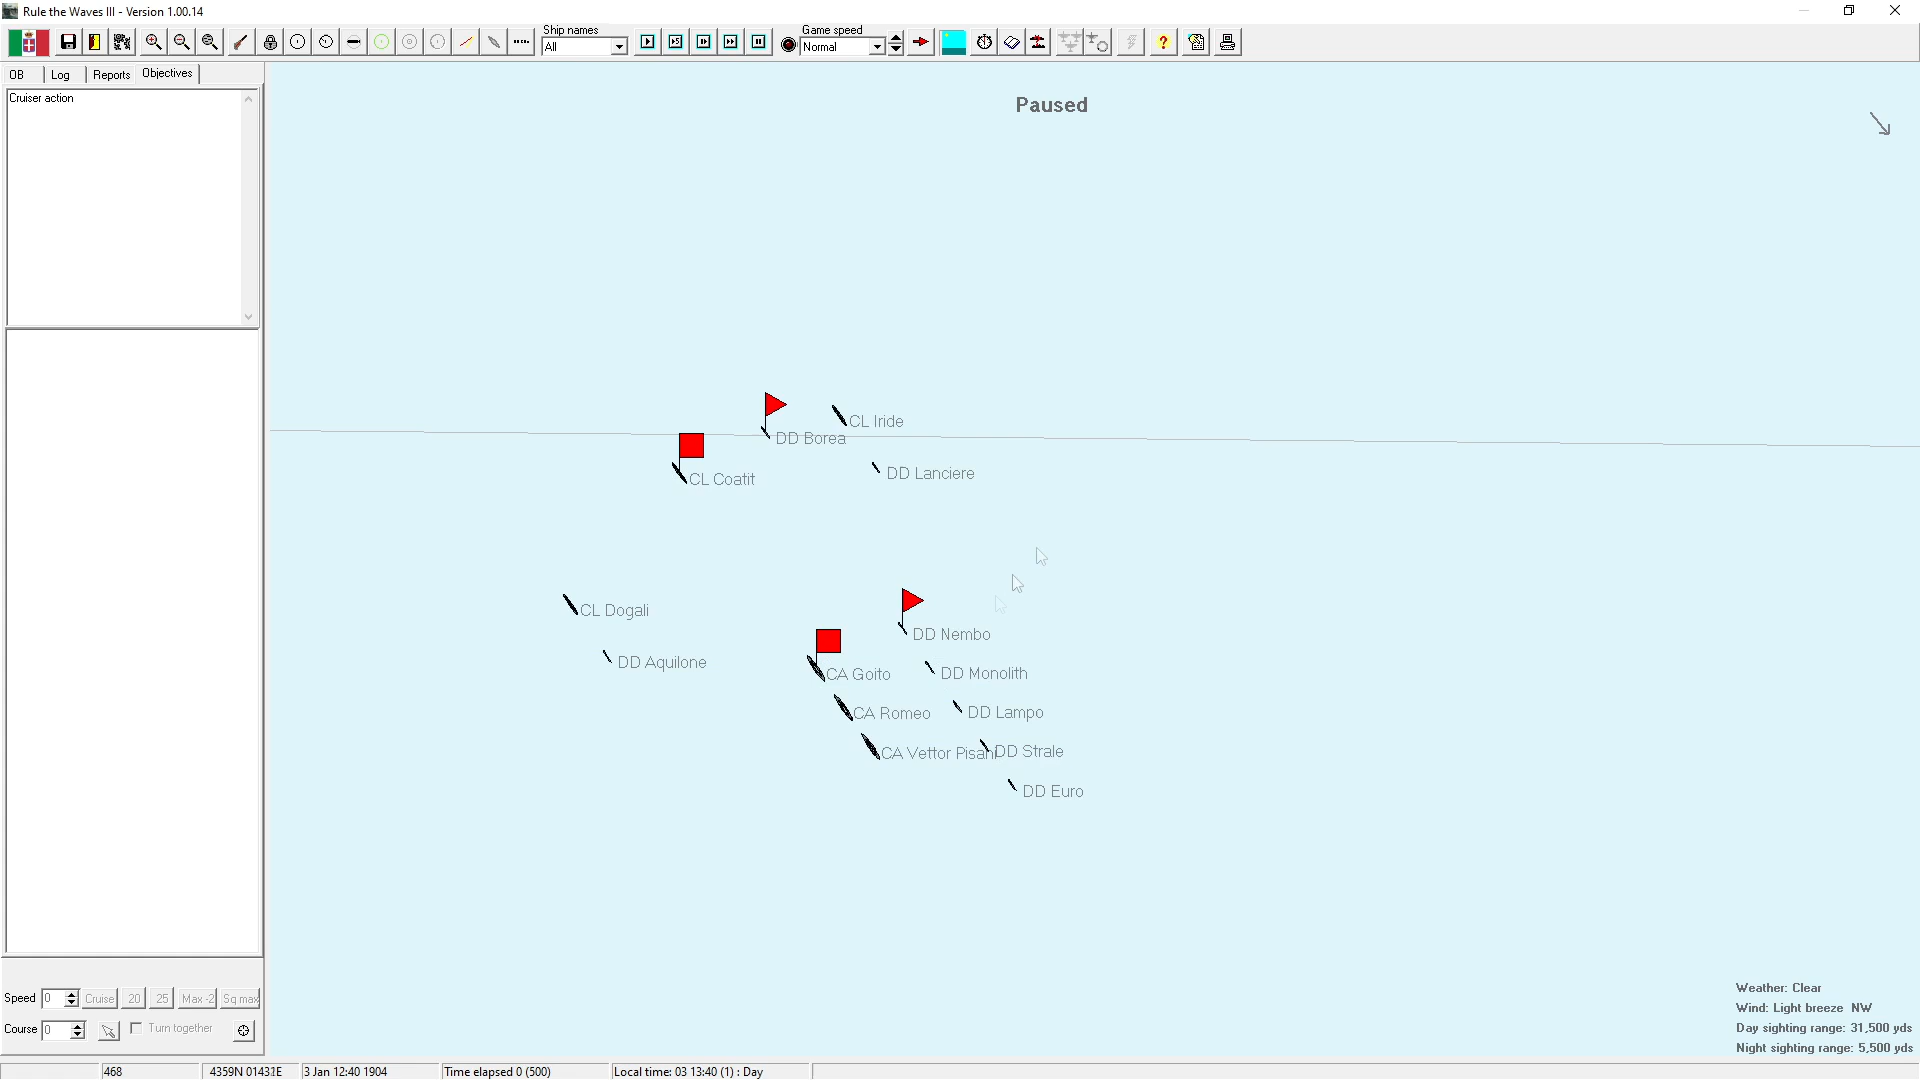 Rule the Waves III - Version 1.00.14
Ship names
All
Game speed
Normal
OB
Log
Reports
Objectives
Cruiser action
Paused
CL Iride
DD Borea
CL Coatit
DD Lanciere
CL Dogali
DD Nembo
DD Aquilone
CA Goito
DD Monolith
CA Romeo
DD Lampo
CA Vettor Pisani
DD Strale
DD Euro
Weather: Clear
Wind: Light breeze NW
Day sighting range: 31,500 yds
Night sighting range: 5,500 yds
Speed
0
Cruise
20
25
Max -2
Sq max
Course
0
Turn together
468
3 Jan 12:40 1904
Time elapsed 0 (500)
Local time: 03 13:40 (1) : Day